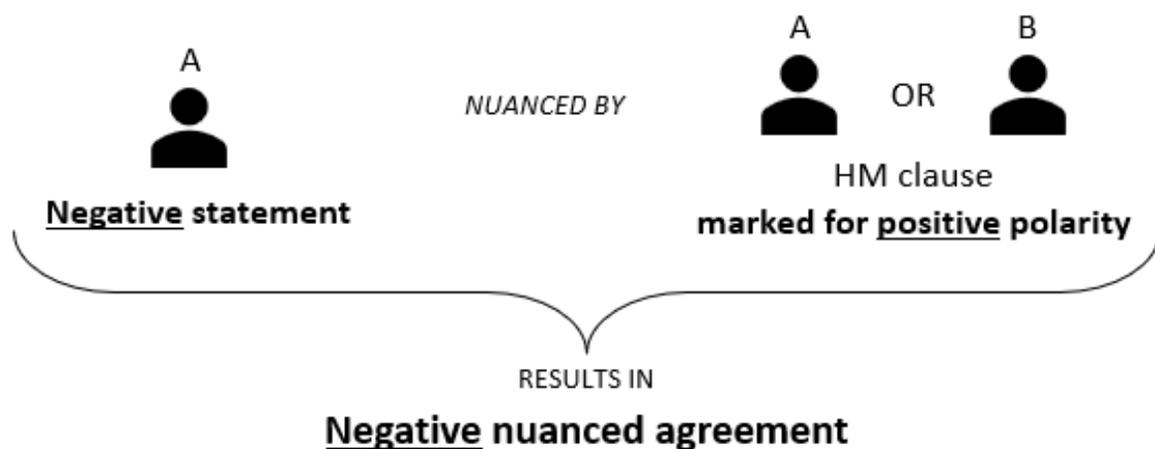 A
Negative statement
NUANCED BY
A
OR
B
HM clause
marked for positive polarity
RESULTS IN
Negative nuanced agreement